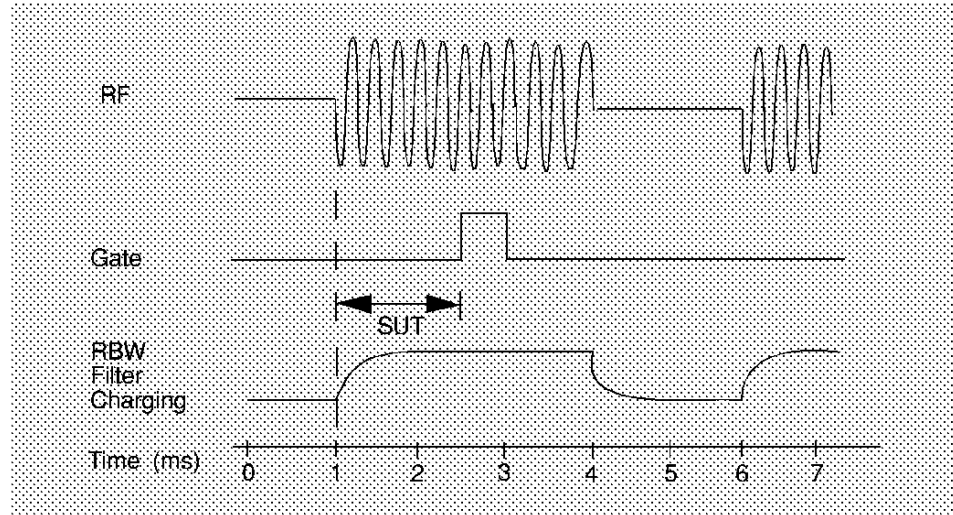 RF
Gate
SUT
RBW
Filter
Charging
Time (ms)
0 1 2 3 4 5 6 7